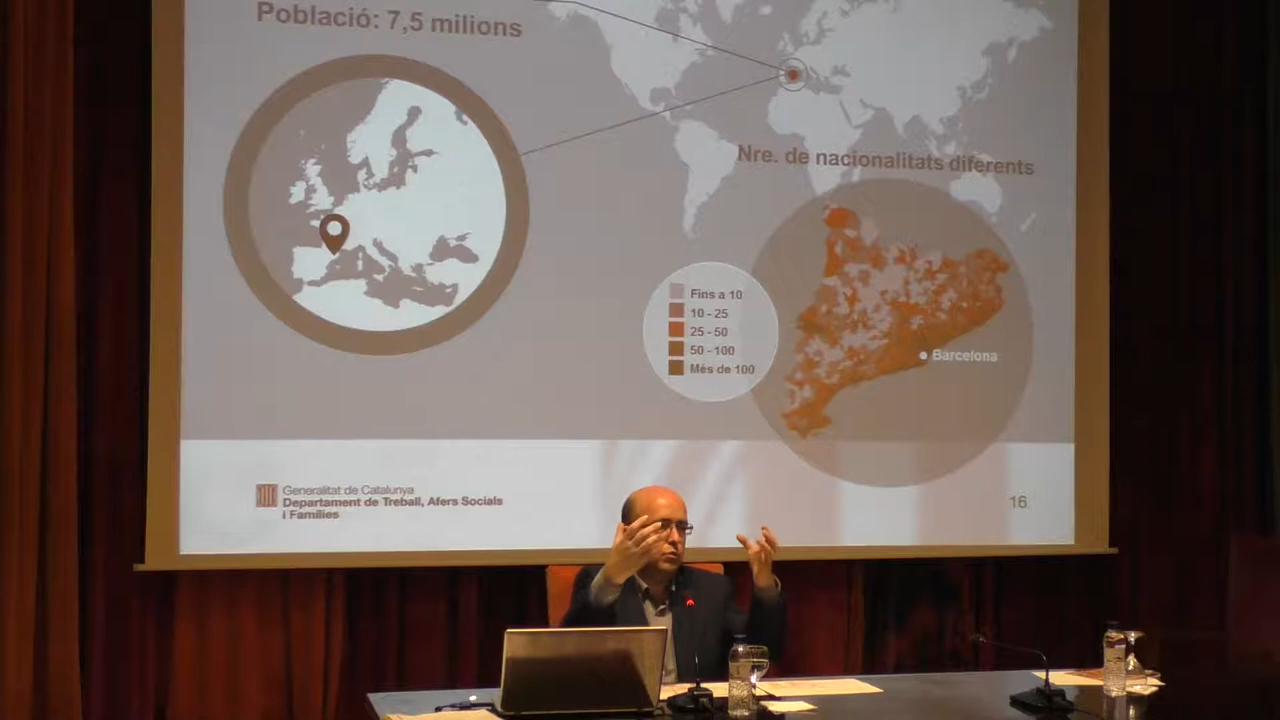 Població: 7,5 milions
Nre. de nacionalitats diferents
Fins a 10
10 - 25
25 - 50
50 - 100
Més de 100
Barcelona
Generalitat de Catalunya
Departament de Treball, Afers Socials
i Famílies
16